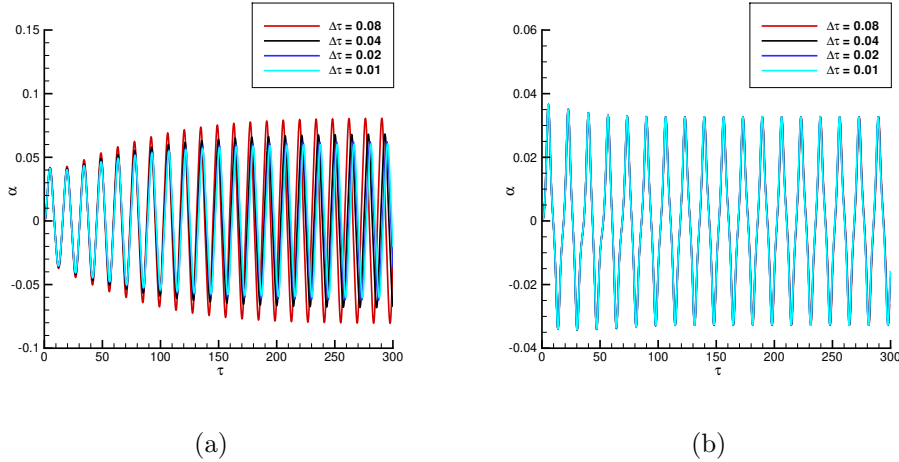 Δτ = 0.08
Δτ = 0.04
Δτ = 0.02
Δτ = 0.01
0.15
0.1
0.05
0
-0.05
-0.1
α
0 50 100 150 200 250 300
τ
(a)
Δτ = 0.08
Δτ = 0.04
Δτ = 0.02
Δτ = 0.01
0.06
0.04
0.02
0
-0.02
-0.04
α
0 50 100 150 200 250 300
τ
(b)